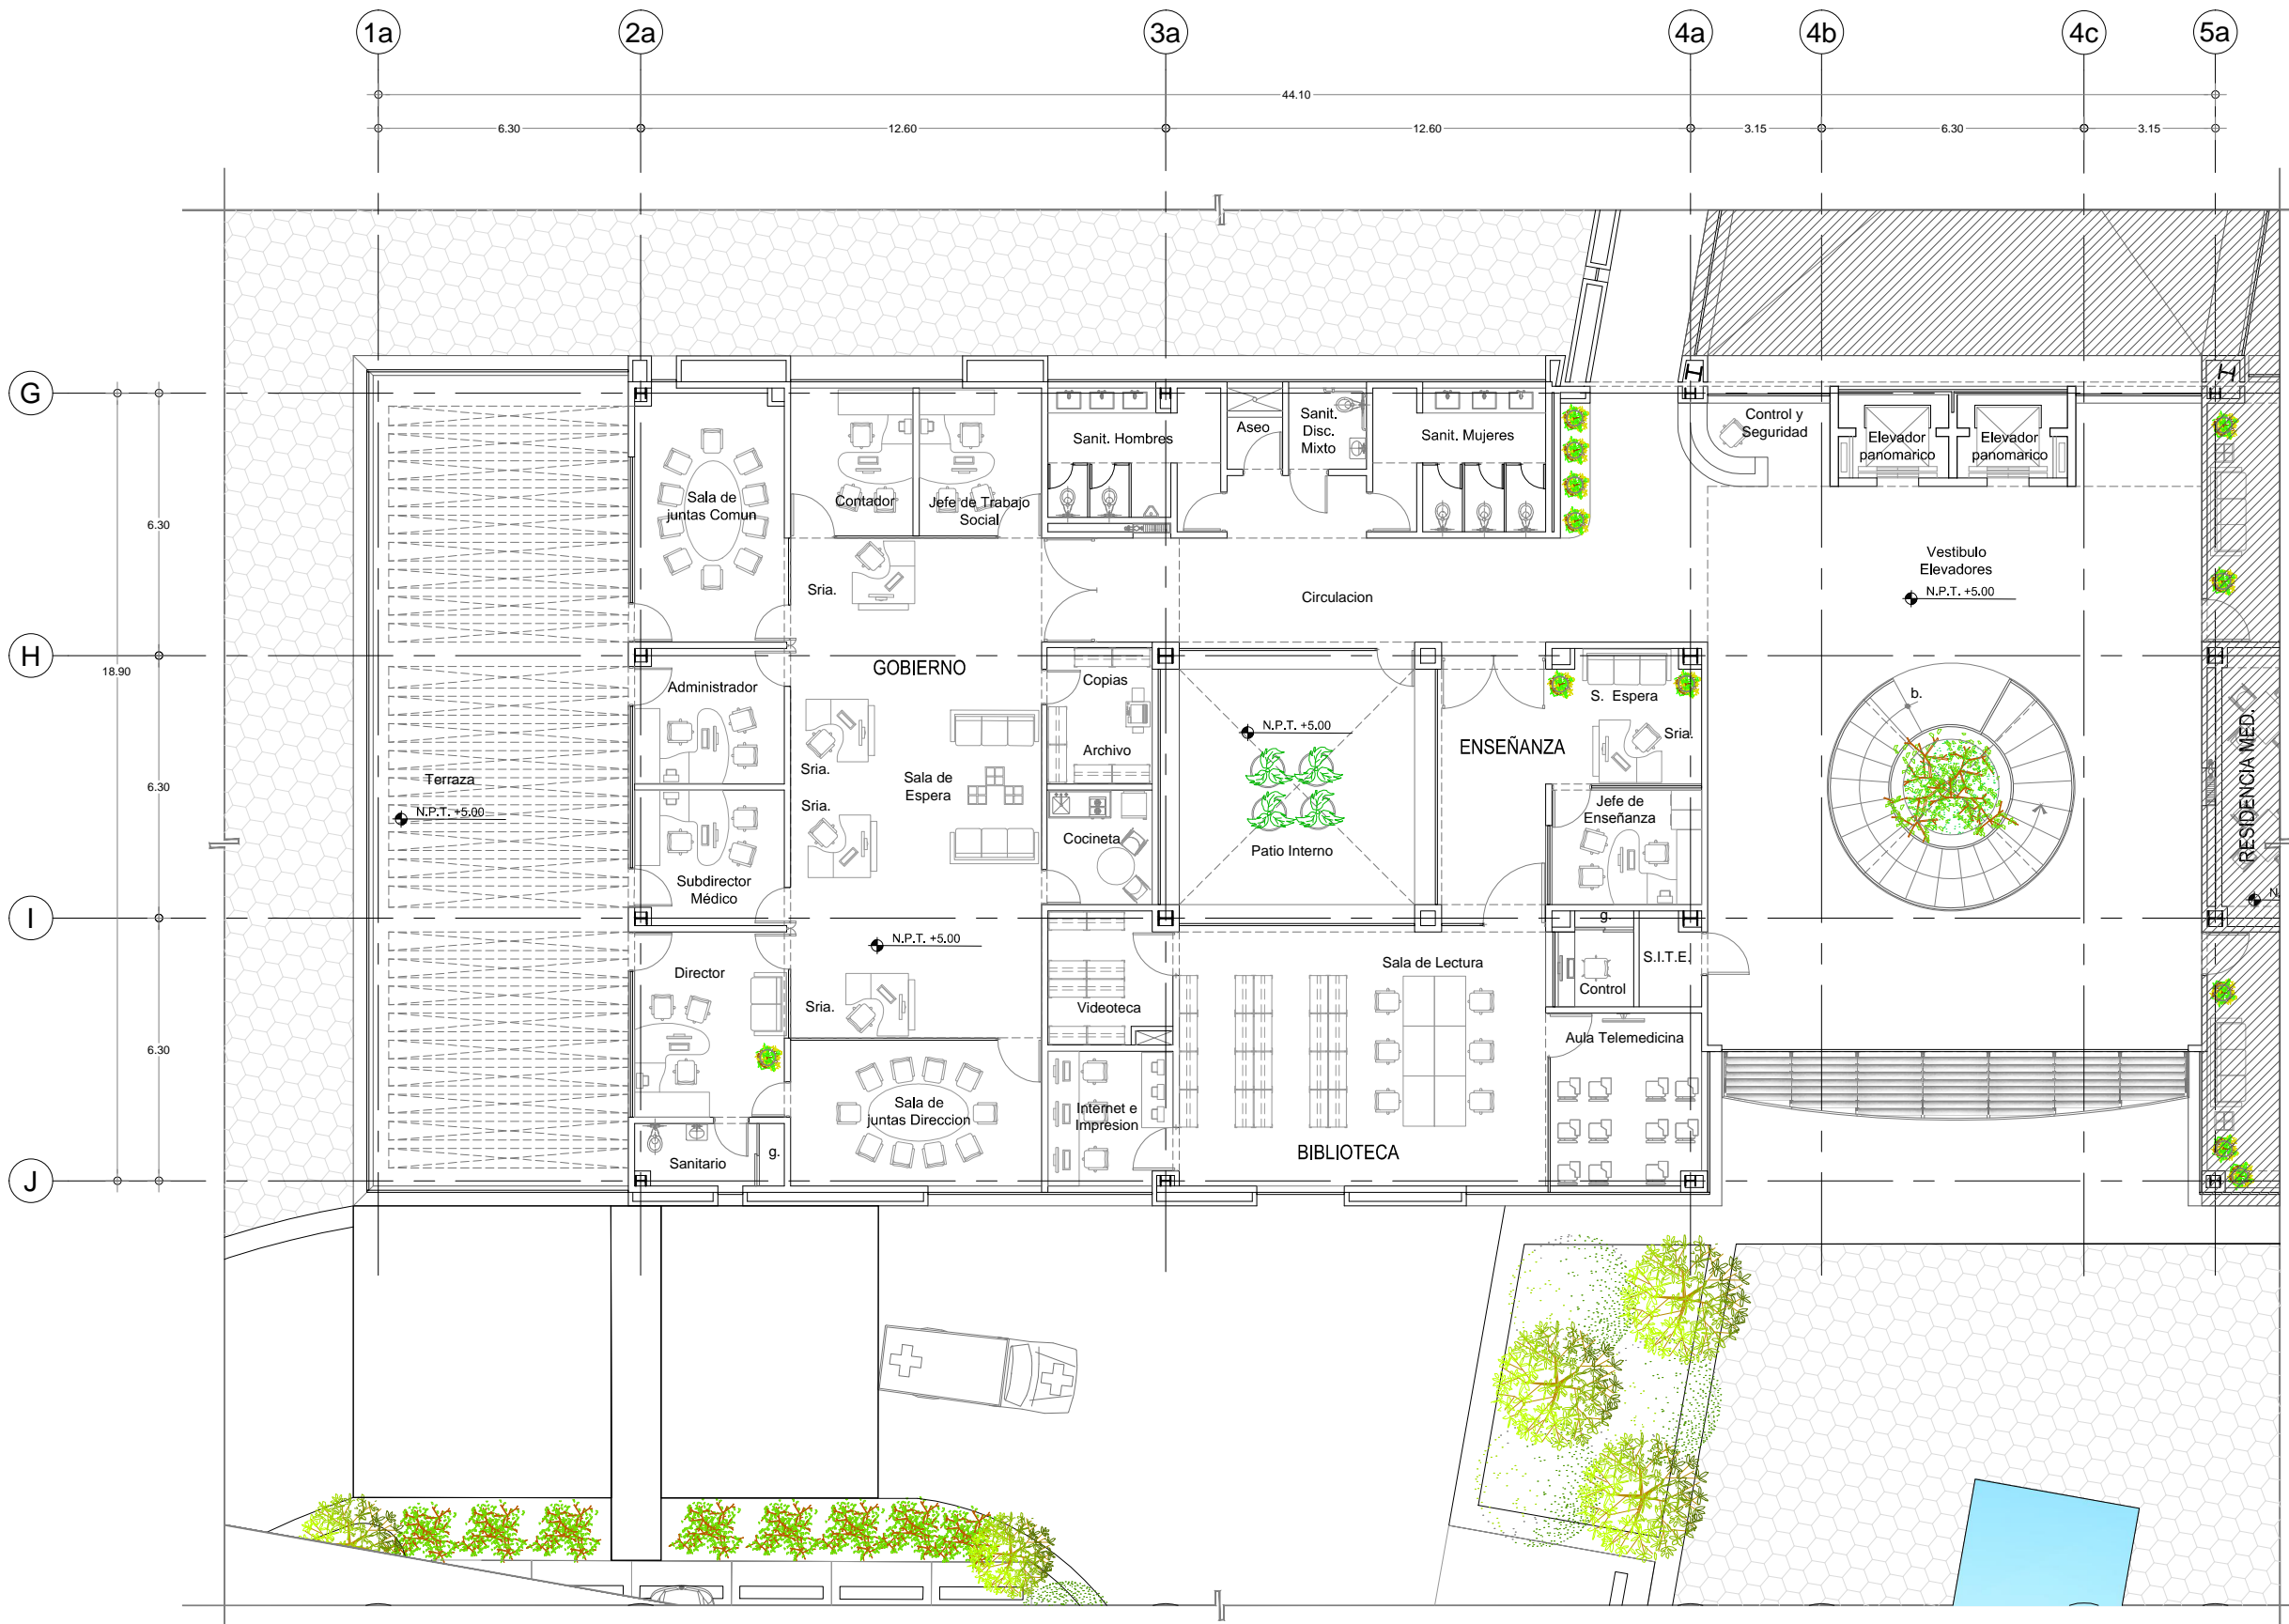 1a 2a 3a 4a 4b 4c 5a
44.10
6.30 12.60 12.60 3.15 6.30 3.15
G
H
I
J
18.90
6.30
6.30
6.30
Terraza
N.P.T. +5.00
Sala de
juntas Comun
Contador
Jefe de Trabajo
Social
Sanit. Hombres
Aseo
Sanit.
Disc.
Mixto
Sanit. Mujeres
Control y
Seguridad
Elevador
panomarico
Elevador
panomarico
Sria.
Circulacion
Vestibulo
Elevadores
N.P.T. +5.00
GOBIERNO
Administrador
Sria.
Sria.
Sala de
Espera
Subdirector
Médico
Copias
Archivo
Cocineta
N.P.T. +5.00
Patio Interno
ENSEÑANZA
S. Espera
Sria.
Jefe de
Enseñanza
b.
RESIDENCIA MED.
N.
N.P.T. +5.00
Director
Sria.
Videoteca
Sala de Lectura
g.
Control
S.I.T.E.
Aula Telemedicina
Sala de
juntas Direccion
Internet e
Impresion
BIBLIOTECA
Sanitario
g.